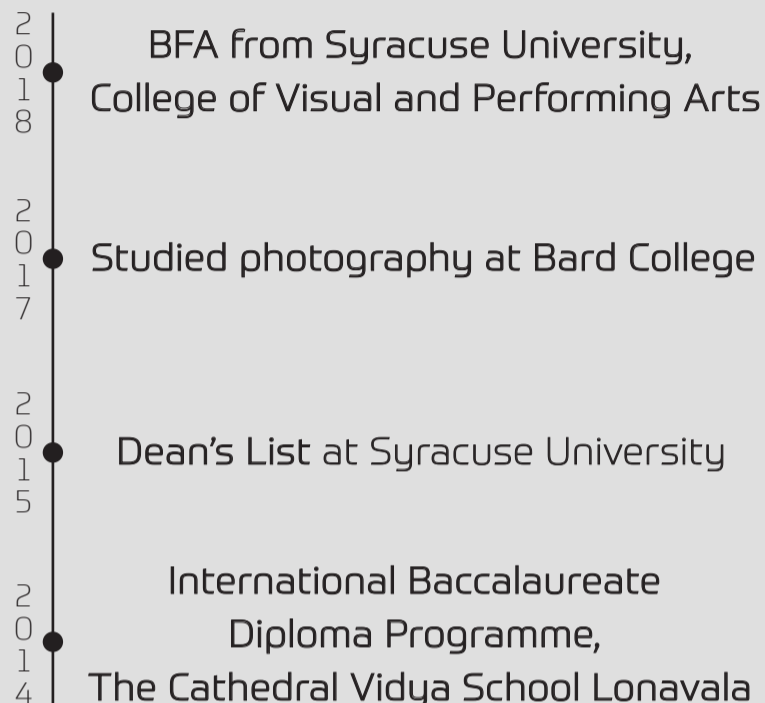 2018
BFA from Syracuse University,
College of Visual and Performing Arts
2017
Studied photography at Bard College
2015
Dean's List at Syracuse University
2014
International Baccalaureate
Diploma Programme,
The Cathedral Vidya School Lonavala